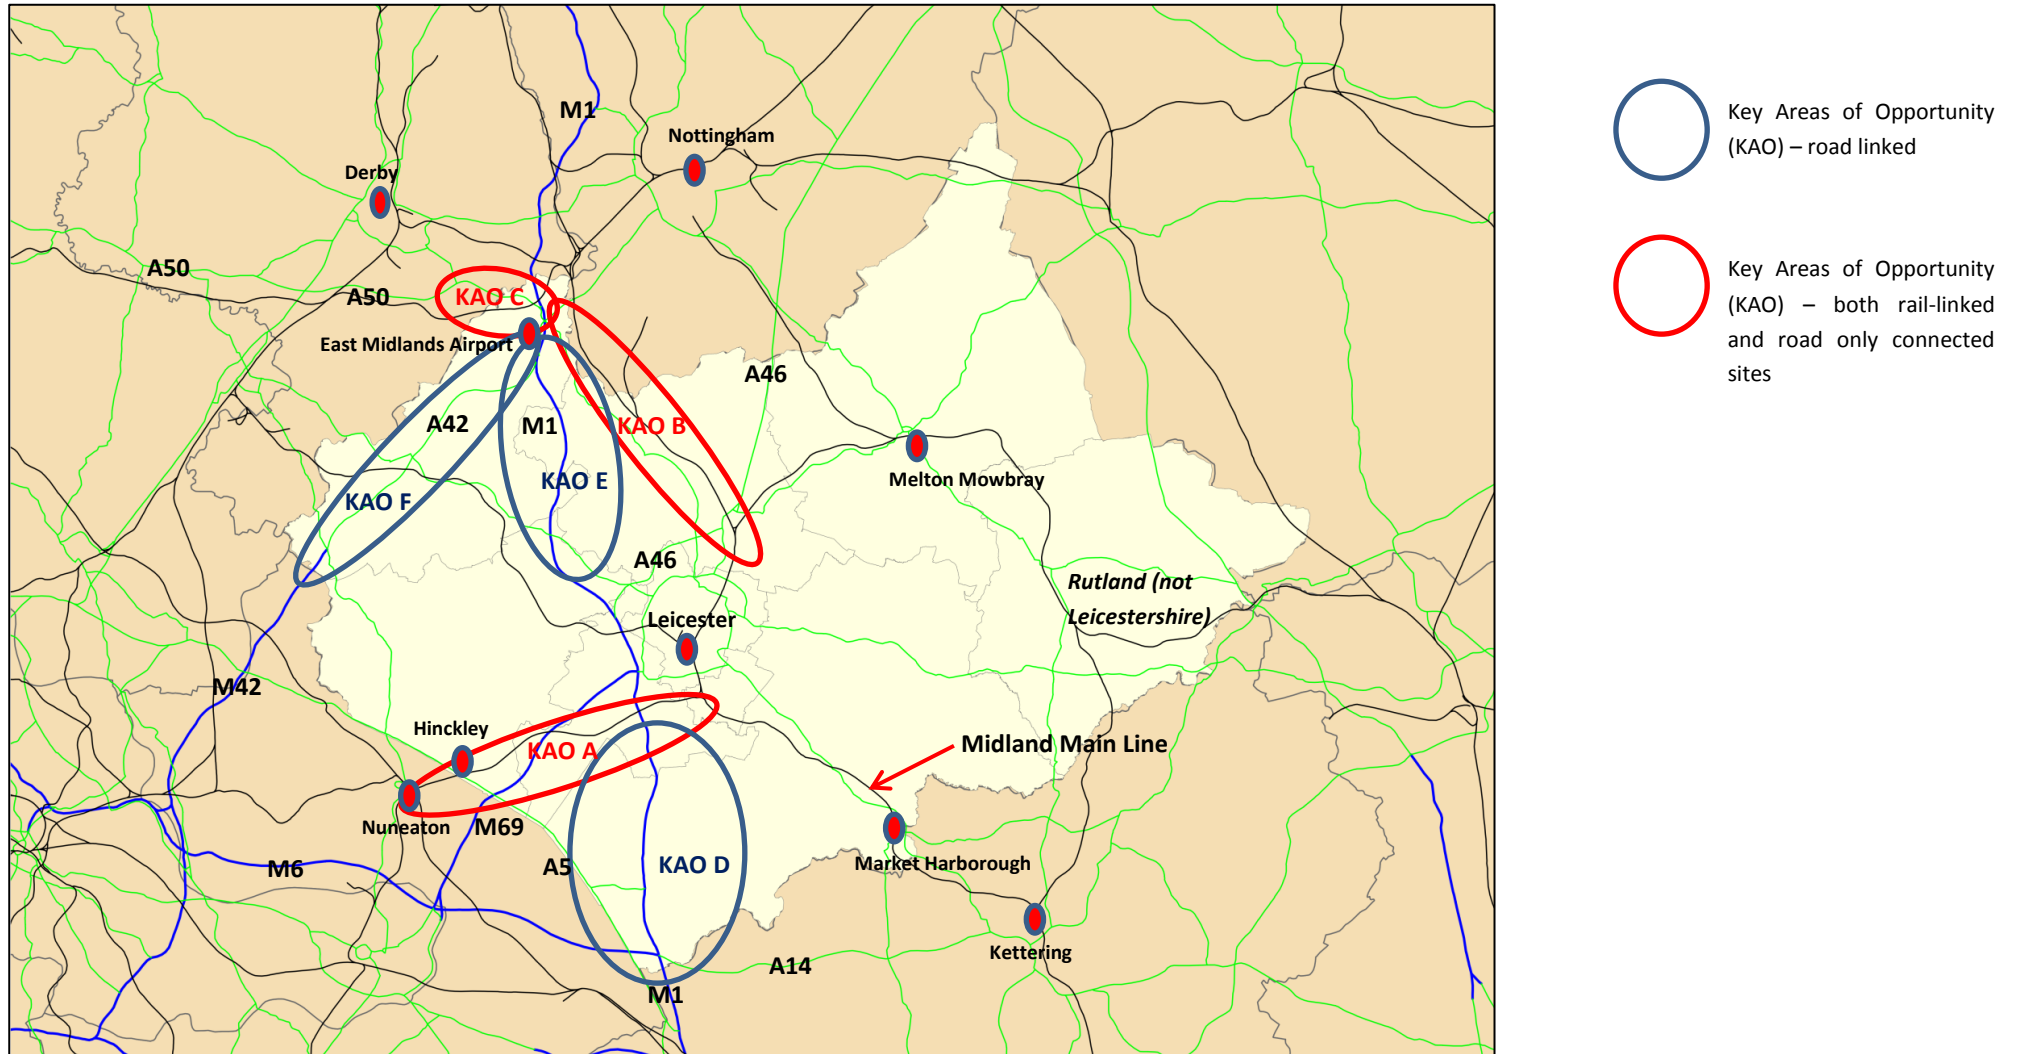 M1
Nottingham
Derby
A50
A50
KAO C
East Midlands Airport
A46
A42
M1
KAO B
Melton Mowbray
KAO E
KAO F
A46
Rutland (not
Leicestershire)
Leicester
M42
Hinckley
KAO A
Midland Main Line
Nuneaton
M69
A5
M6
KAO D
Market Harborough
Kettering
A14
M1
Key Areas of Opportunity
(KAO) – road linked
Key Areas of Opportunity
(KAO) – both rail-linked
and road only connected
sites